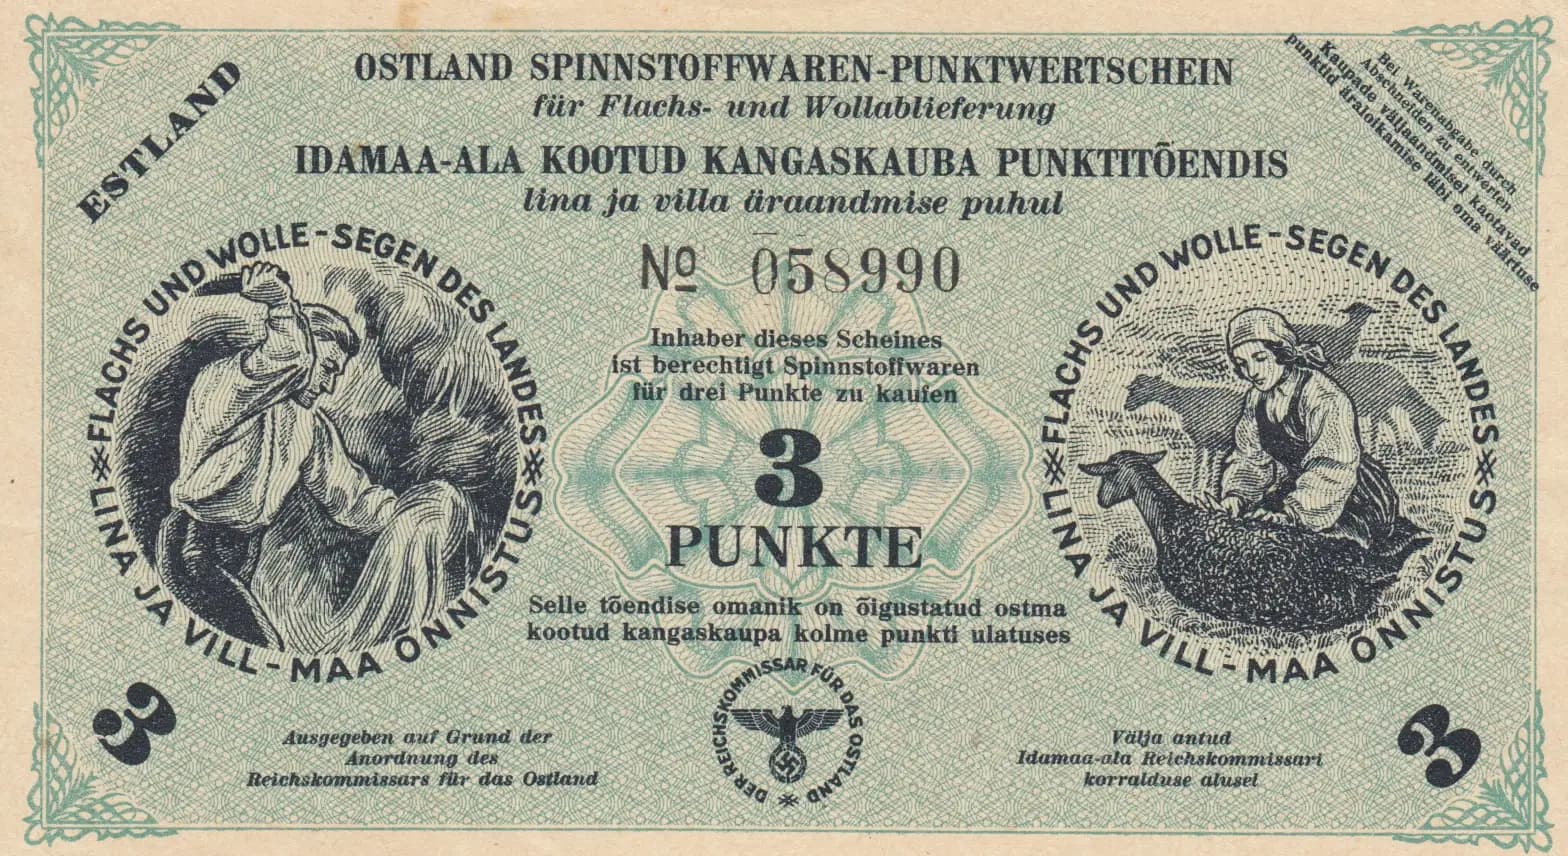 ESTLAND
OSTLAND SPINNSTOFFWAREN-PUNKTWERTSCHEIN
für Flachs- und Wollablieferung
IDAMAA-ALA KOOTUD KANGASKAUBA PUNKTITÕENDIS
lina ja villa äraandmise puhul
Bei Warenabgabe durch
Abschneiden zu entwerten
Kaupade väljaandmisel kaotavad
punktid äralõikamise läbi oma väärtuse
№ 058990
FLACHS UND WOLLE - SEGEN DES LANDES
LINA JA VILL - MAA ÕNNISTUS
Inhaber dieses Scheines
ist berechtigt Spinnstoffwaren
für drei Punkte zu kaufen
3
PUNKTE
Selle tõendise omanik on õigustatud ostma
kootud kangaskaupa kolme punkti ulatuses
FLACHS UND WOLLE - SEGEN DES LANDES
LINA JA VILL - MAA ÕNNISTUS
3
Ausgegeben auf Grund der
Anordnung des
Reichskommissars für das Ostland
DER REICHSKOMMISSAR FÜR DAS OSTLAND
Välja antud
Idamaa-ala Reichskommissari
korralduse alusel
3